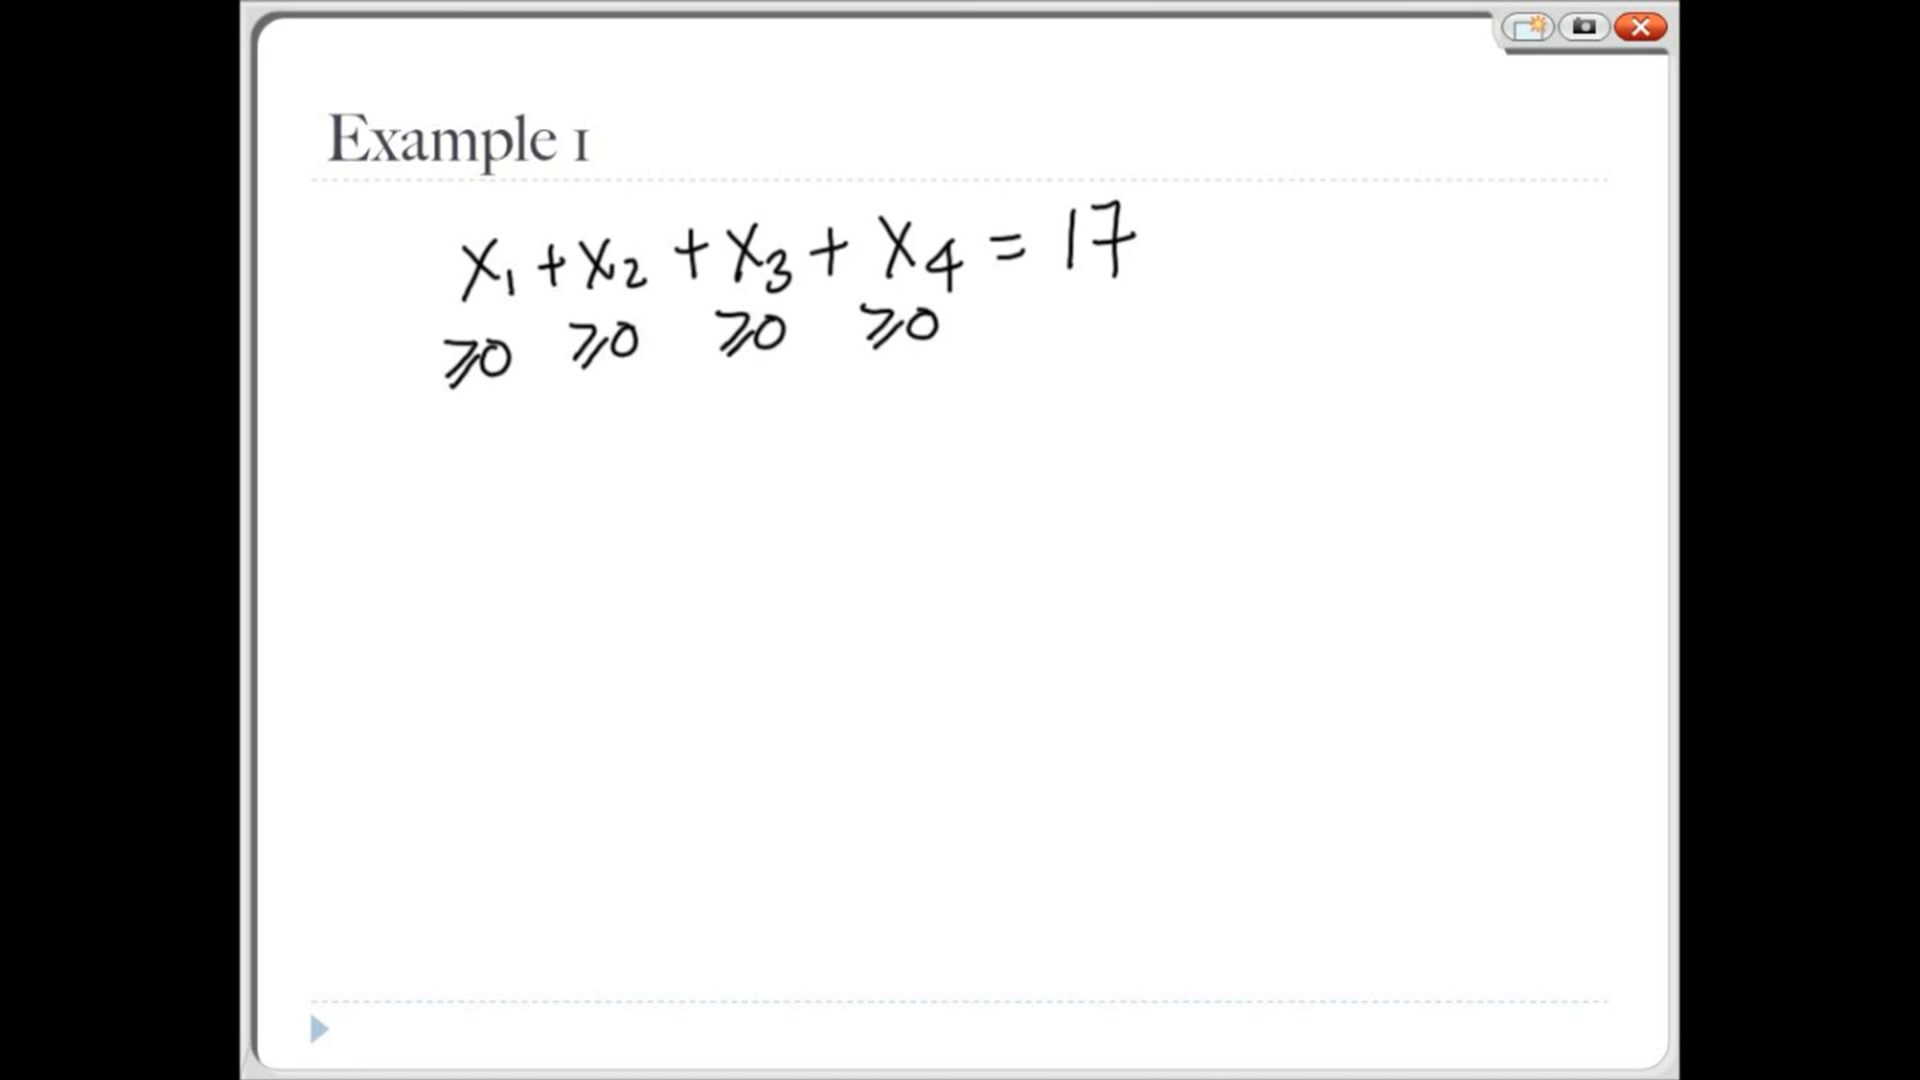 Example 1
x₁ + x₂ + x₃ + x₄ = 17
⩾0 ⩾0 ⩾0 ⩾0